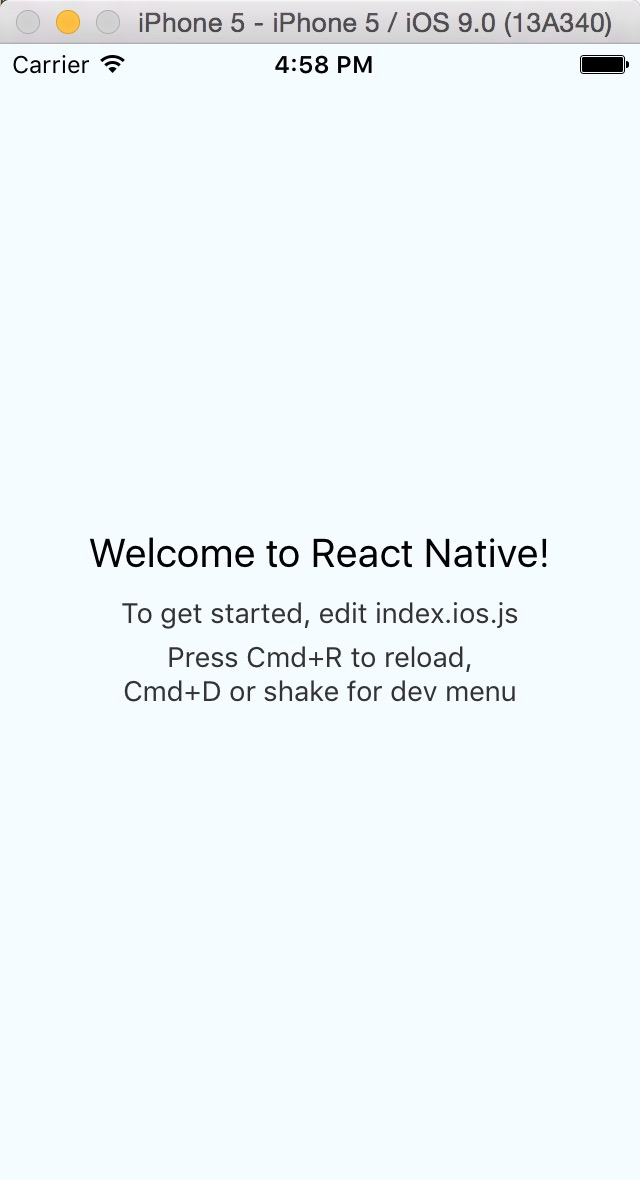 iPhone 5 - iPhone 5 / iOS 9.0 (13A340)
Carrier 4:58 PM
Welcome to React Native!
To get started, edit index.ios.js
Press Cmd+R to reload,
Cmd+D or shake for dev menu